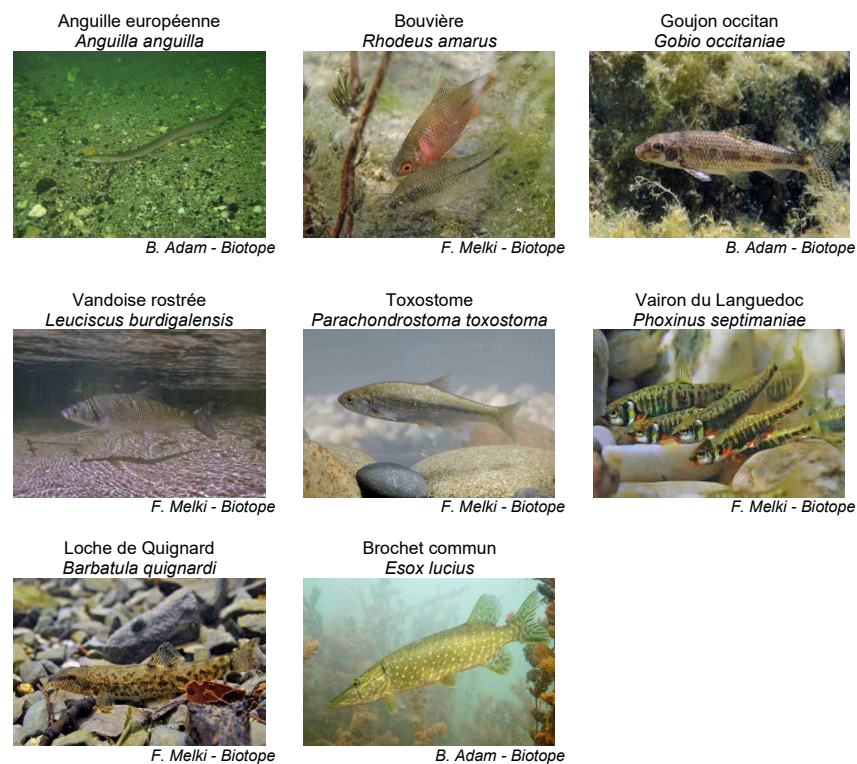 Anguille européenne
Anguilla anguilla
Bouvière
Rhodeus amarus
Goujon occitan
Gobio occitaniae
B. Adam - Biotope
F. Melki - Biotope
B. Adam - Biotope
Vandoise rostrée
Leuciscus burdigalensis
Toxostome
Parachondrostoma toxostoma
Vairon du Languedoc
Phoxinus septimaniae
F. Melki - Biotope
F. Melki - Biotope
F. Melki - Biotope
Loche de Quignard
Barbatula quignardi
Brochet commun
Esox lucius
F. Melki - Biotope
B. Adam - Biotope